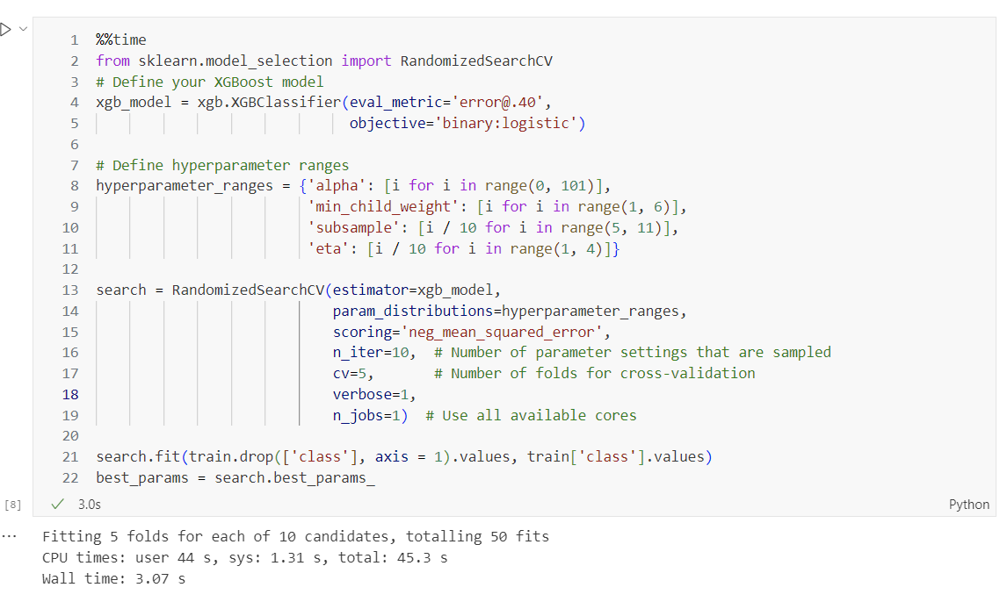 1 %%time
2 from sklearn.model_selection import RandomizedSearchCV
3 # Define your XGBoost model
4 xgb_model = xgb.XGBClassifier(eval_metric='error@.40',
5                               objective='binary:logistic')
6
7 # Define hyperparameter ranges
8 hyperparameter_ranges = {'alpha': [i for i in range(0, 101)],
9                          'min_child_weight': [i for i in range(1, 6)],
10                         'subsample': [i / 10 for i in range(5, 11)],
11                         'eta': [i / 10 for i in range(1, 4)]}
12
13 search = RandomizedSearchCV(estimator=xgb_model,
14                             param_distributions=hyperparameter_ranges,
15                             scoring='neg_mean_squared_error',
16                             n_iter=10,  # Number of parameter settings that are sampled
17                             cv=5,       # Number of folds for cross-validation
18                             verbose=1,
19                             n_jobs=1)  # Use all available cores
20
21 search.fit(train.drop(['class'], axis = 1).values, train['class'].values)
22 best_params = search.best_params_
[8] 3.0s Python
Fitting 5 folds for each of 10 candidates, totalling 50 fits
CPU times: user 44 s, sys: 1.31 s, total: 45.3 s
Wall time: 3.07 s